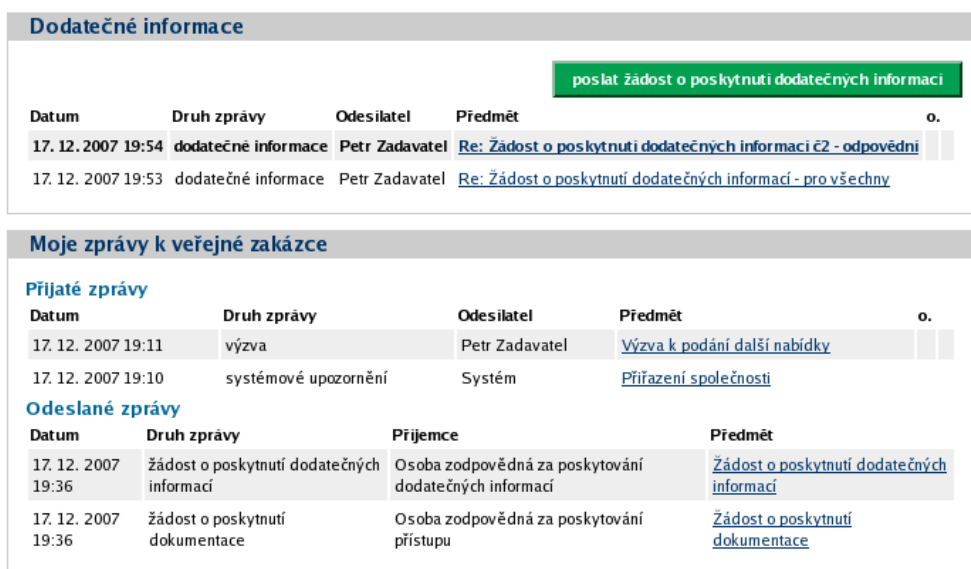 Dodatečné informace
poslat žádost o poskytnutí dodatečných informací
Datum Druh zprávy Odesílatel Předmět o.
17. 12. 2007 19:54 dodatečné informace Petr Zadavatel Re: Žádost o poskytnutí dodatečných informací č2 - odpovědni
17. 12. 2007 19:53 dodatečné informace Petr Zadavatel Re: Žádost o poskytnutí dodatečných informací - pro všechny
Moje zprávy k veřejné zakázce
Přijaté zprávy
Datum Druh zprávy Odesílatel Předmět o.
17. 12. 2007 19:11 výzva Petr Zadavatel Výzva k podání další nabídky
17. 12. 2007 19:10 systémové upozornění Systém Přiřazení společnosti
Odeslané zprávy
Datum Druh zprávy Příjemce Předmět
17. 12. 2007 žádost o poskytnutí dodatečných Osoba zodpovědná za poskytování Žádost o poskytnutí dodatečných
19:36 informací dodatečných informací informací
17. 12. 2007 žádost o poskytnutí Osoba zodpovědná za poskytování Žádost o poskytnutí
19:36 dokumentace přístupu dokumentace